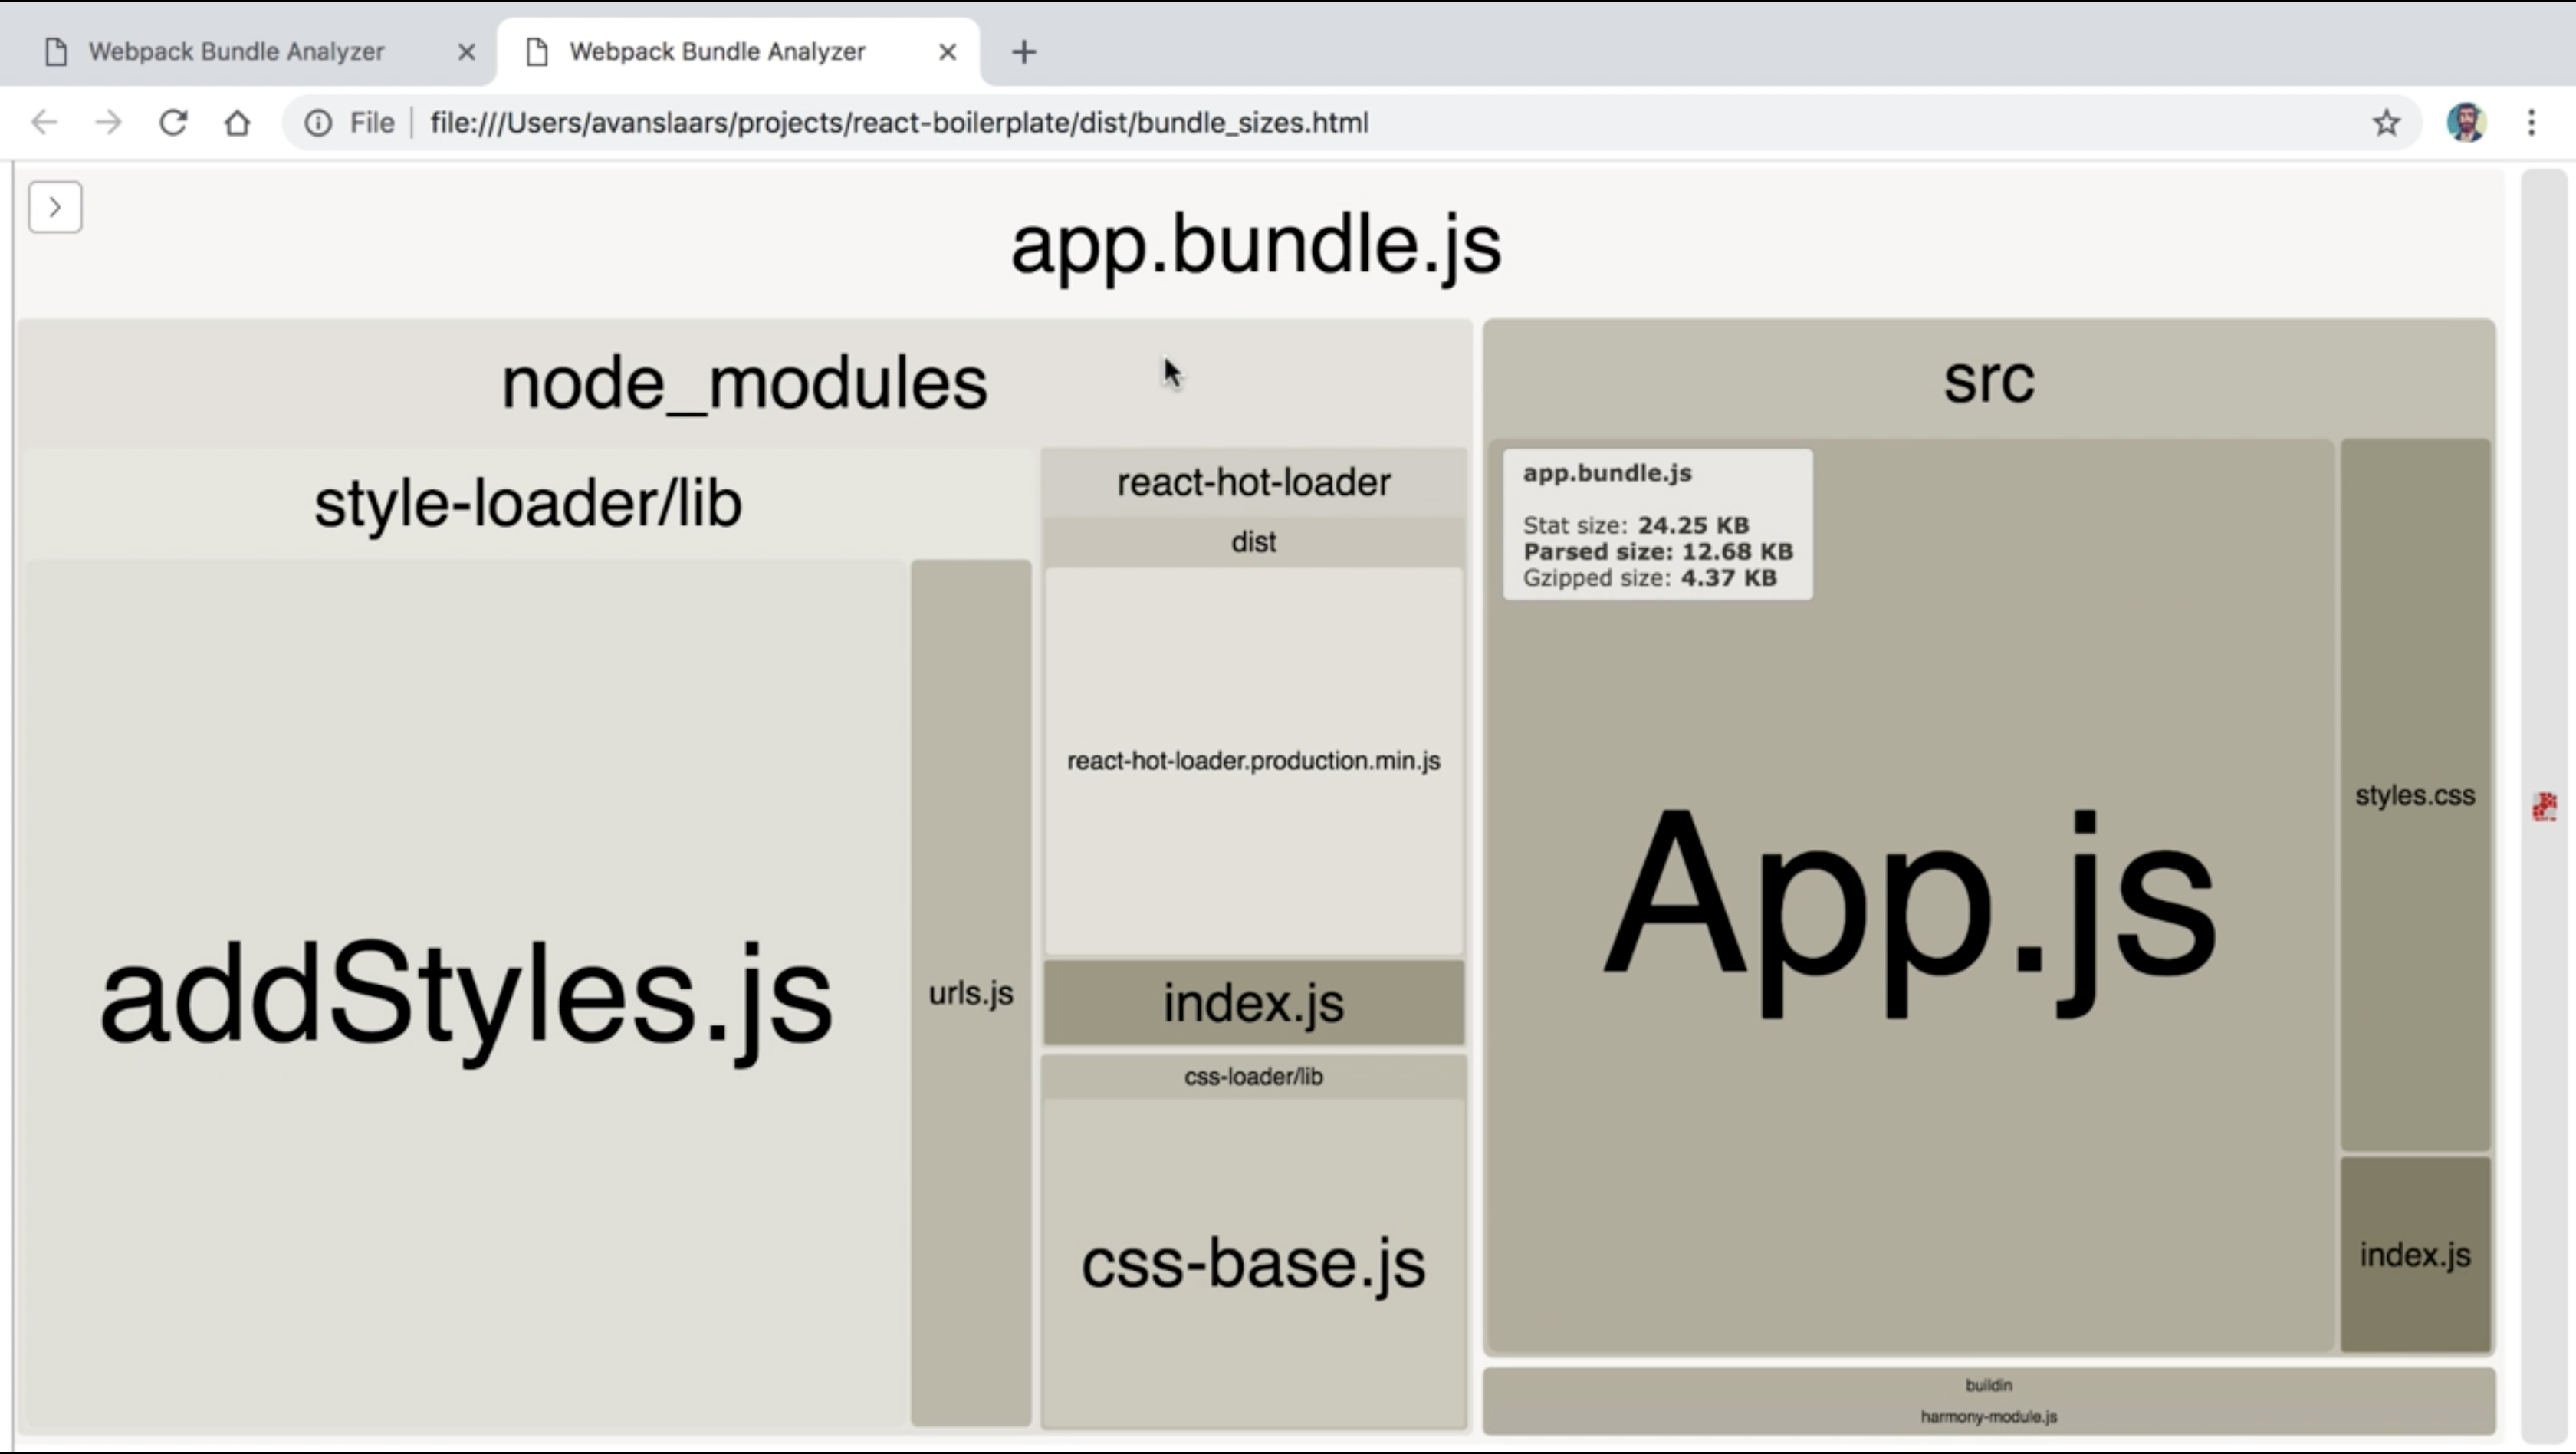 Webpack Bundle Analyzer
Webpack Bundle Analyzer
File
file:///Users/avanslaars/projects/react-boilerplate/dist/bundle_sizes.html
app.bundle.js
node_modules
style-loader/lib
addStyles.js
urls.js
react-hot-loader
dist
react-hot-loader.production.min.js
index.js
css-loader/lib
css-base.js
src
app.bundle.js
Stat size: 24.25 KB
Parsed size: 12.68 KB
Gzipped size: 4.37 KB
App.js
styles.css
index.js
buildin
harmony-module.js